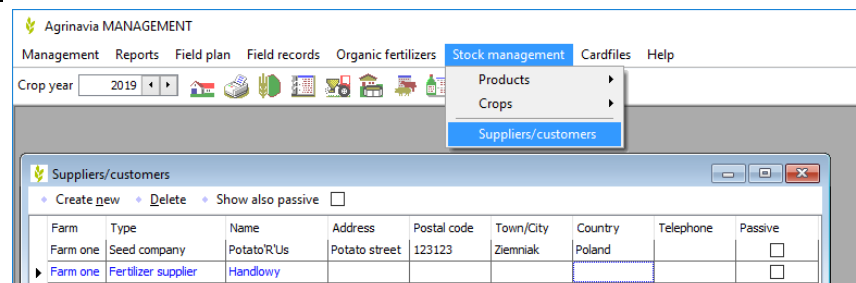 Agrinavia MANAGEMENT
Management Reports Field plan Field records Organic fertilizers Stock management Cardfiles Help
Crop year 2019
Products
Crops
Suppliers/customers
Suppliers/customers
Create new Delete Show also passive
Farm Type Name Address Postal code Town/City Country Telephone Passive
Farm one Seed company Potato'R'Us Potato street 123123 Ziemniak Poland
Farm one Fertilizer supplier Handlowy